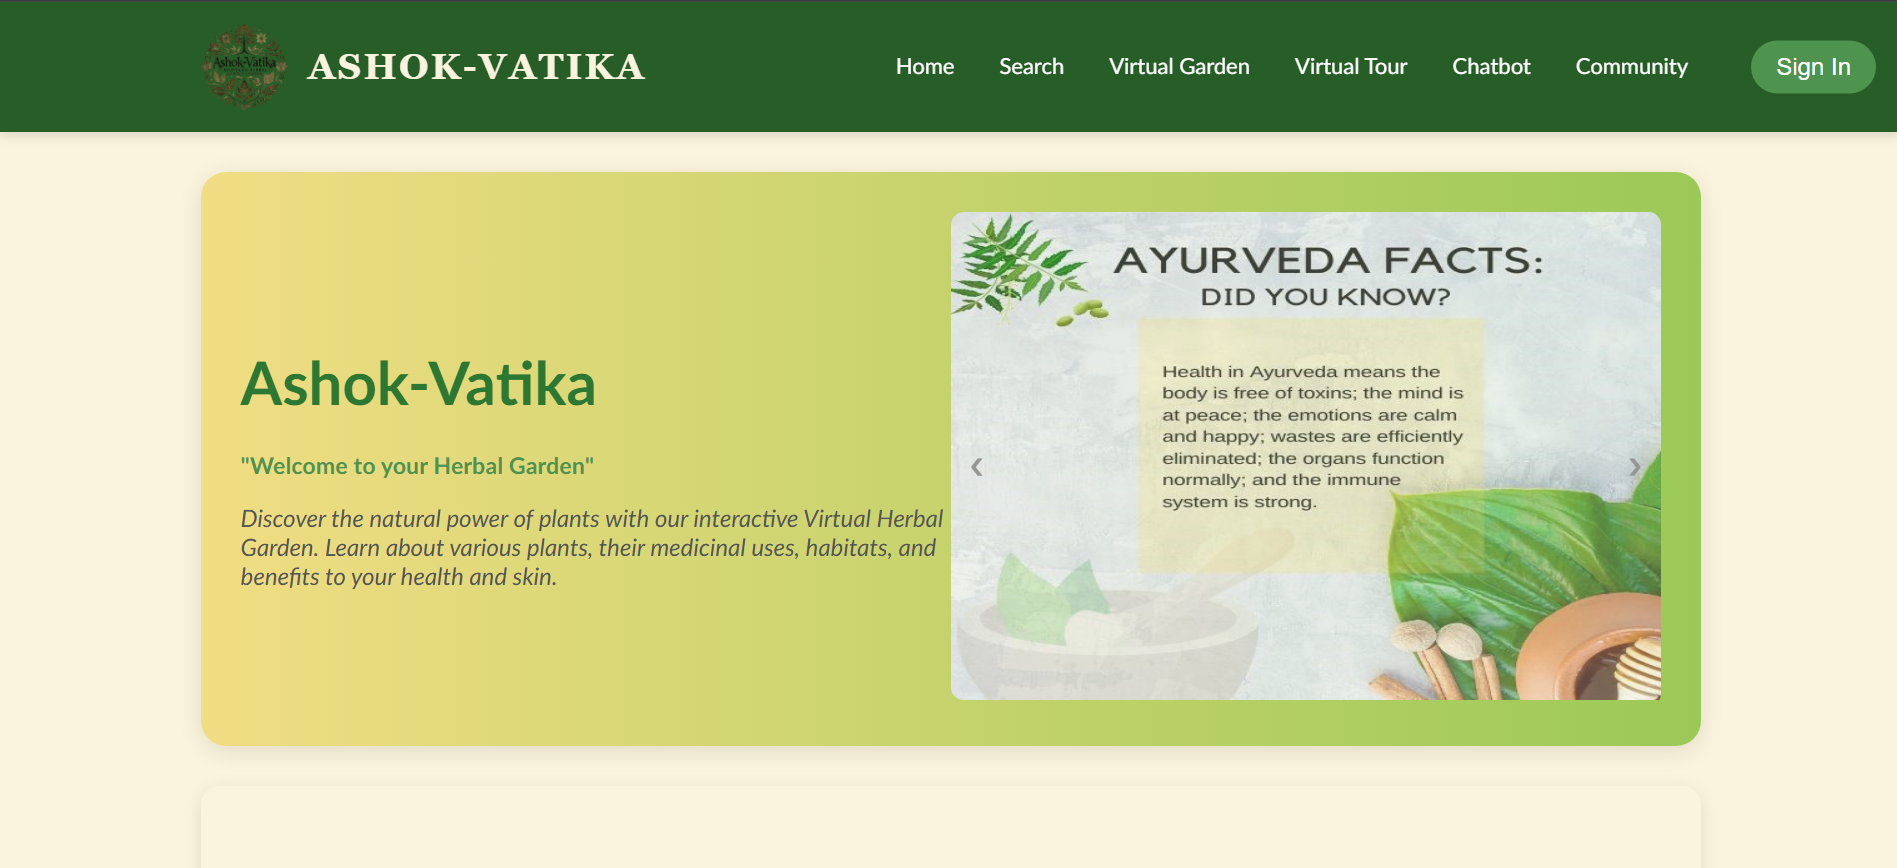 Ashok-Vatika
ASHOK-VATIKA
Home
Search
Virtual Garden
Virtual Tour
Chatbot
Community
Sign In
Ashok-Vatika
"Welcome to your Herbal Garden"
Discover the natural power of plants with our interactive Virtual Herbal
Garden. Learn about various plants, their medicinal uses, habitats, and
benefits to your health and skin.
AYURVEDA FACTS:
DID YOU KNOW?
Health in Ayurveda means the
body is free of toxins; the mind is
at peace; the emotions are calm
and happy; wastes are efficiently
eliminated; the organs function
normally; and the immune
system is strong.